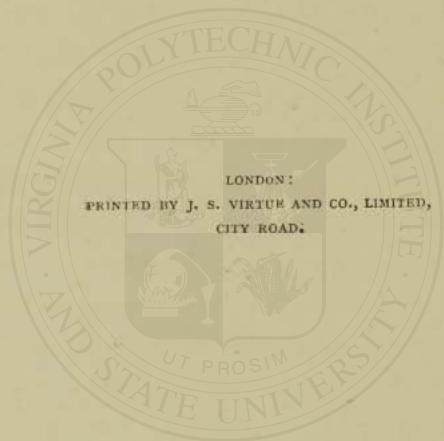 LONDON:
PRINTED BY J. S. VIRTUE AND CO., LIMITED,
CITY ROAD.
VIRGINIA POLYTECHNIC INSTITUTE
· AND STATE UNIVERSITY ·
UT PROSIM